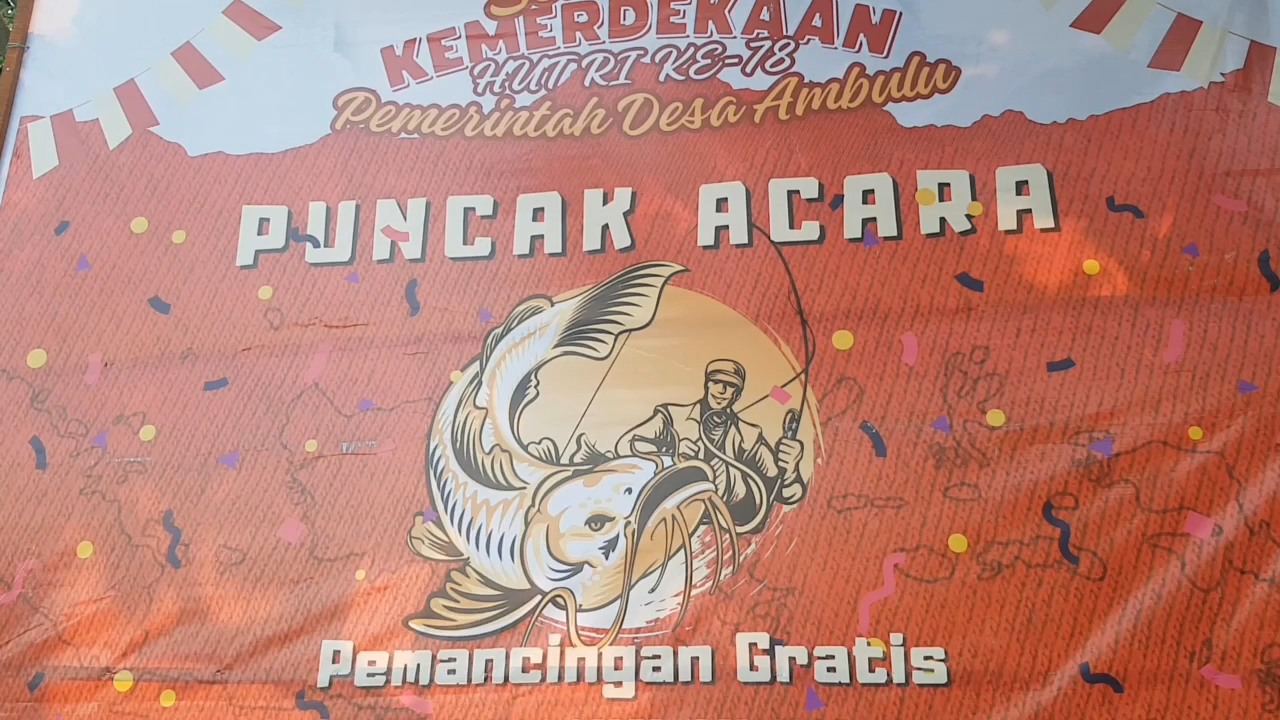 KEMERDEKAAN
HUT RI KE-78
Pemerintah Desa Ambulu
PUNCAK ACARA
Pemancingan Gratis